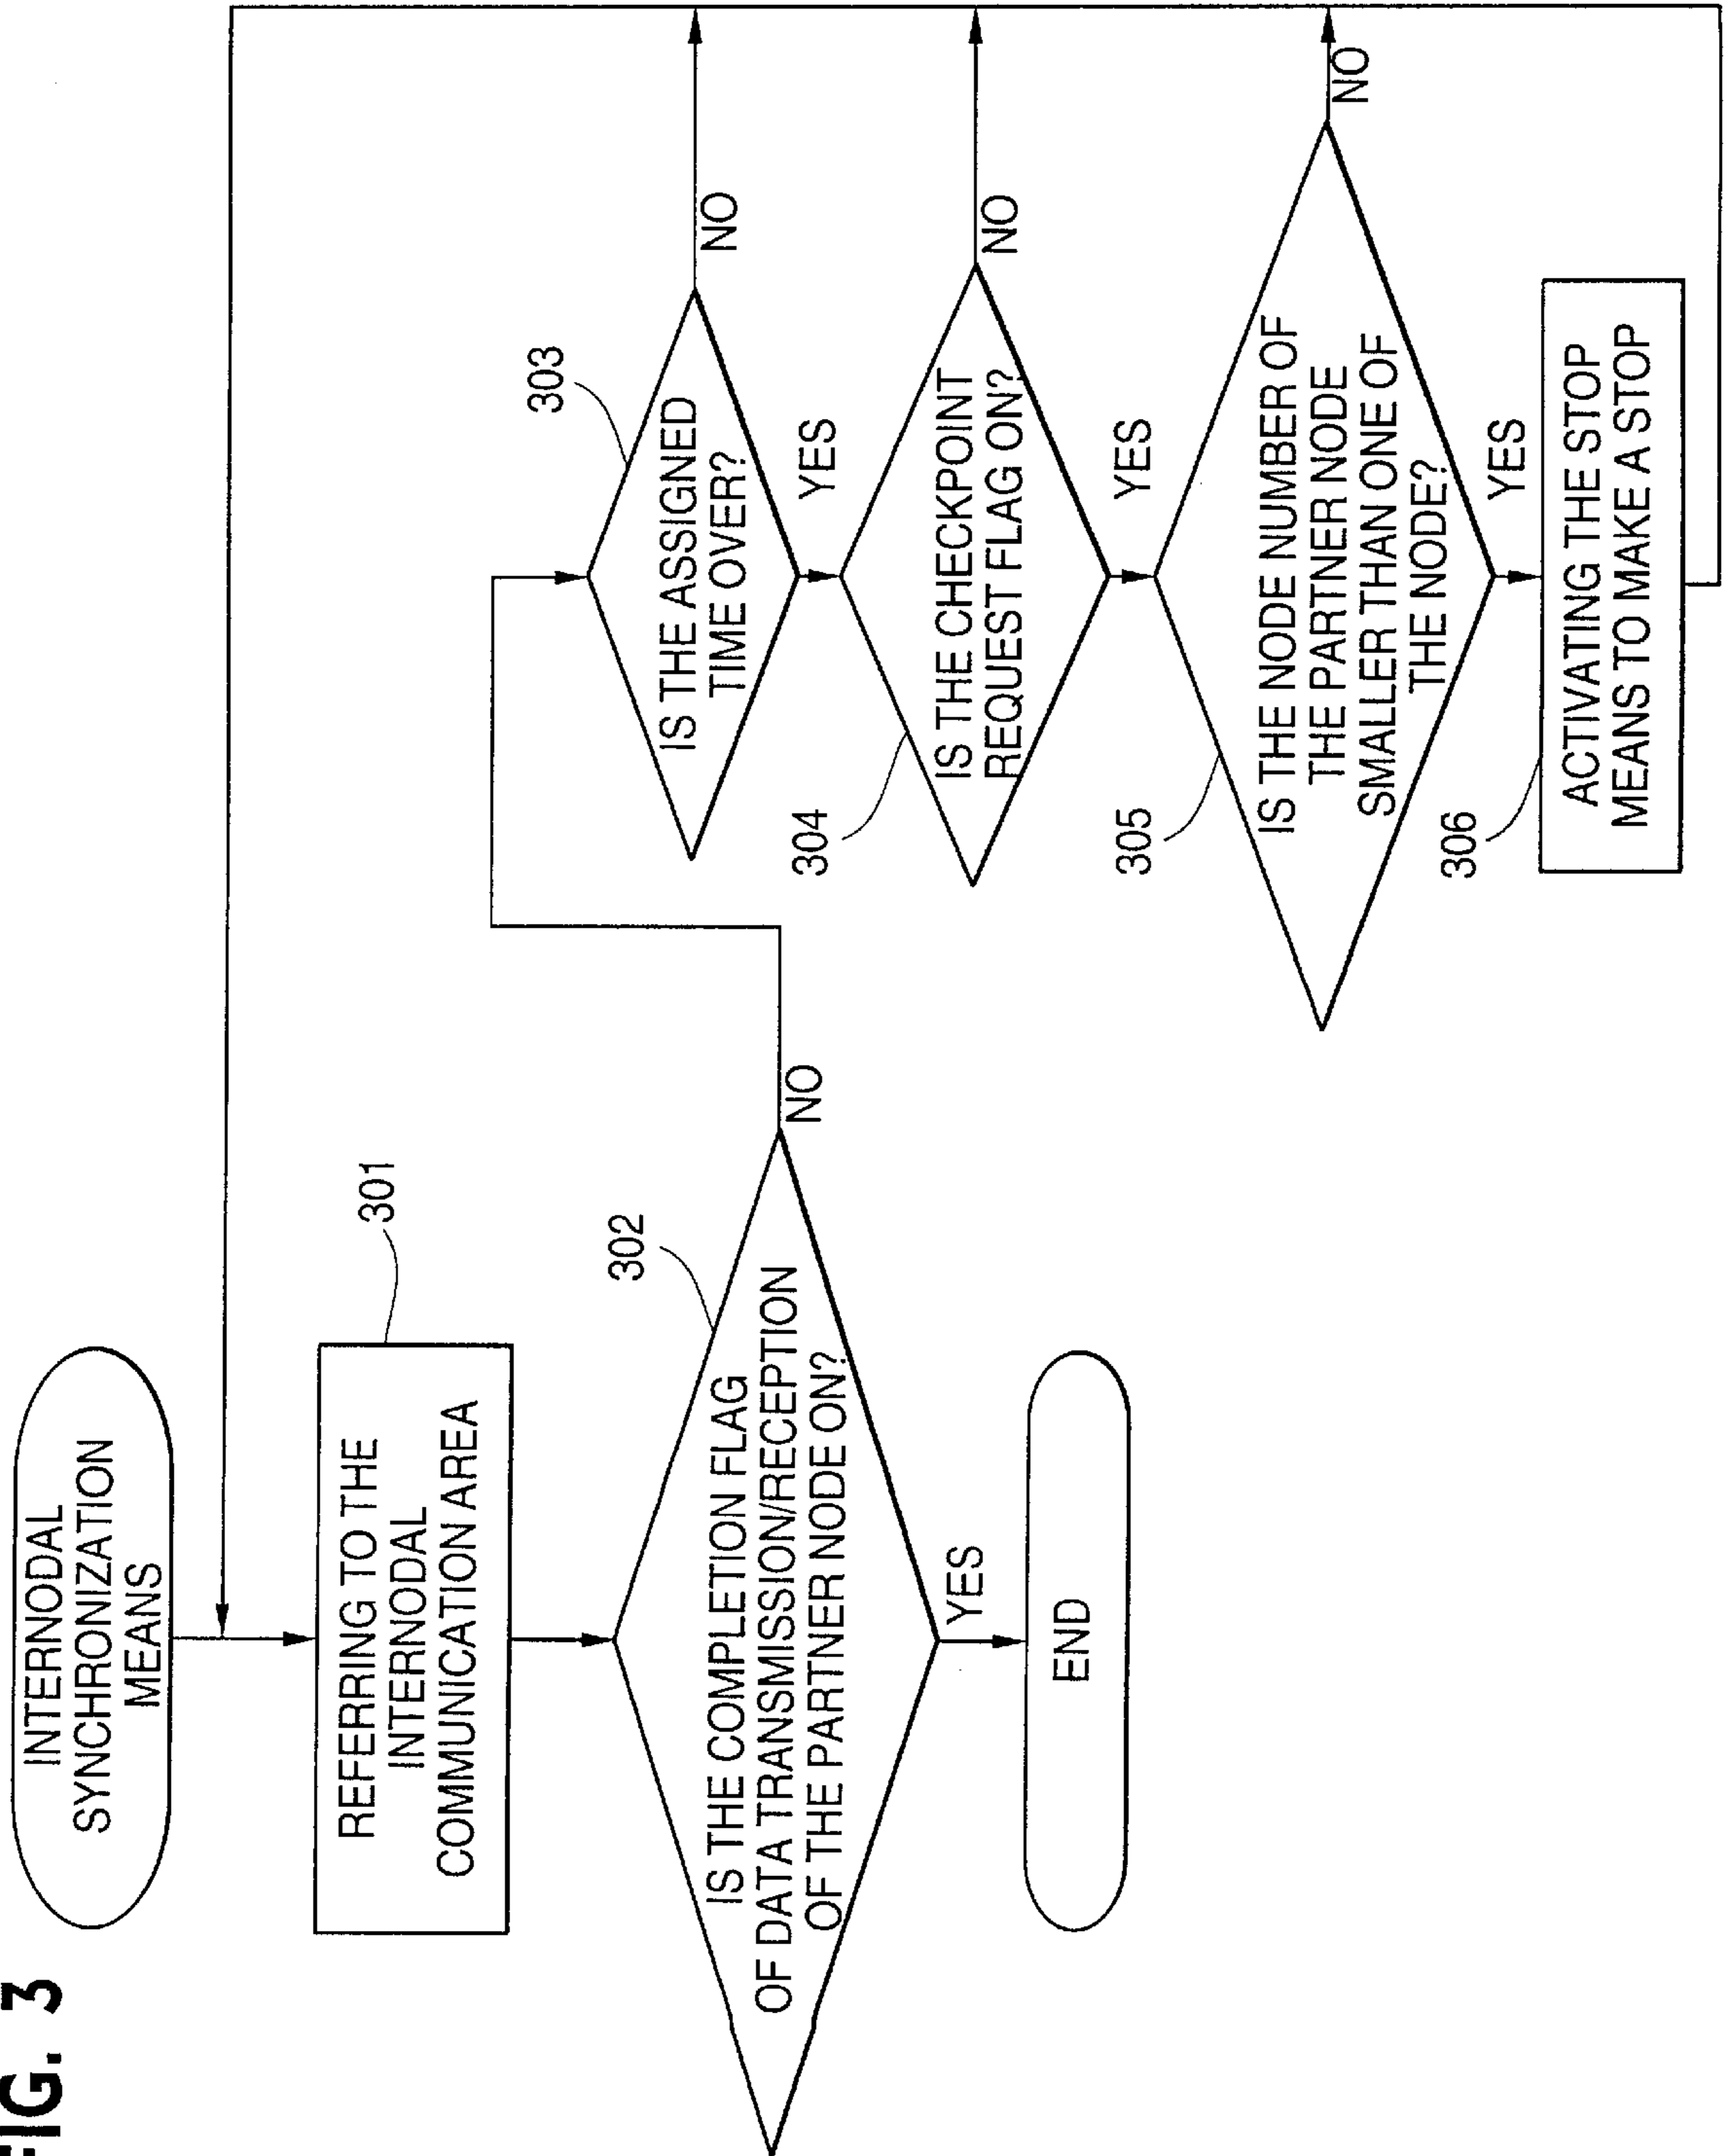 FIG. 3
INTERNODAL
SYNCHRONIZATION
MEANS
301
REFERRING TO THE
INTERNODAL
COMMUNICATION AREA
302
IS THE COMPLETION FLAG
OF DATA TRANSMISSION/RECEPTION
OF THE PARTNER NODE ON?
NO
YES
END
303
IS THE ASSIGNED
TIME OVER?
NO
YES
304
IS THE CHECKPOINT
REQUEST FLAG ON?
NO
YES
305
IS THE NODE NUMBER OF
THE PARTNER NODE
SMALLER THAN ONE OF
THE NODE?
NO
YES
306
ACTIVATING THE STOP
MEANS TO MAKE A STOP